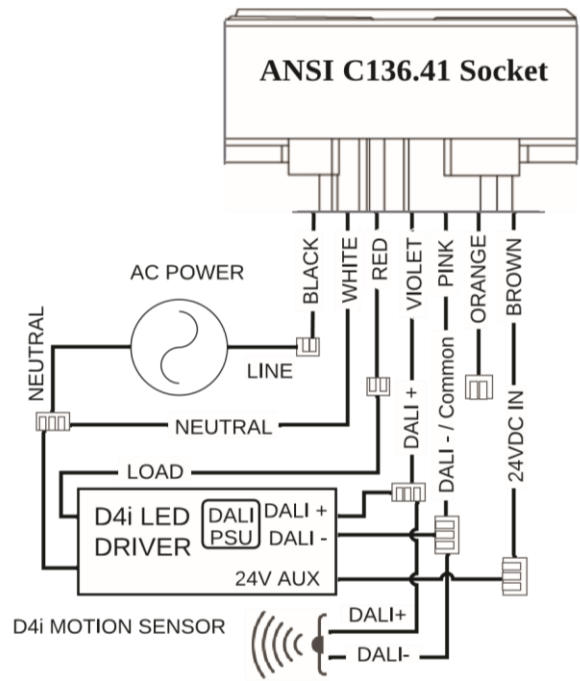 ANSI C136.41 Socket
BLACK
WHITE
RED
VIOLET
PINK
ORANGE
BROWN
AC POWER
NEUTRAL
LINE
DALI +
DALI - / Common
24VDC IN
NEUTRAL
LOAD
D4i LED
DRIVER
DALI
PSU
DALI +
DALI -
24V AUX
D4i MOTION SENSOR
DALI+
DALI-